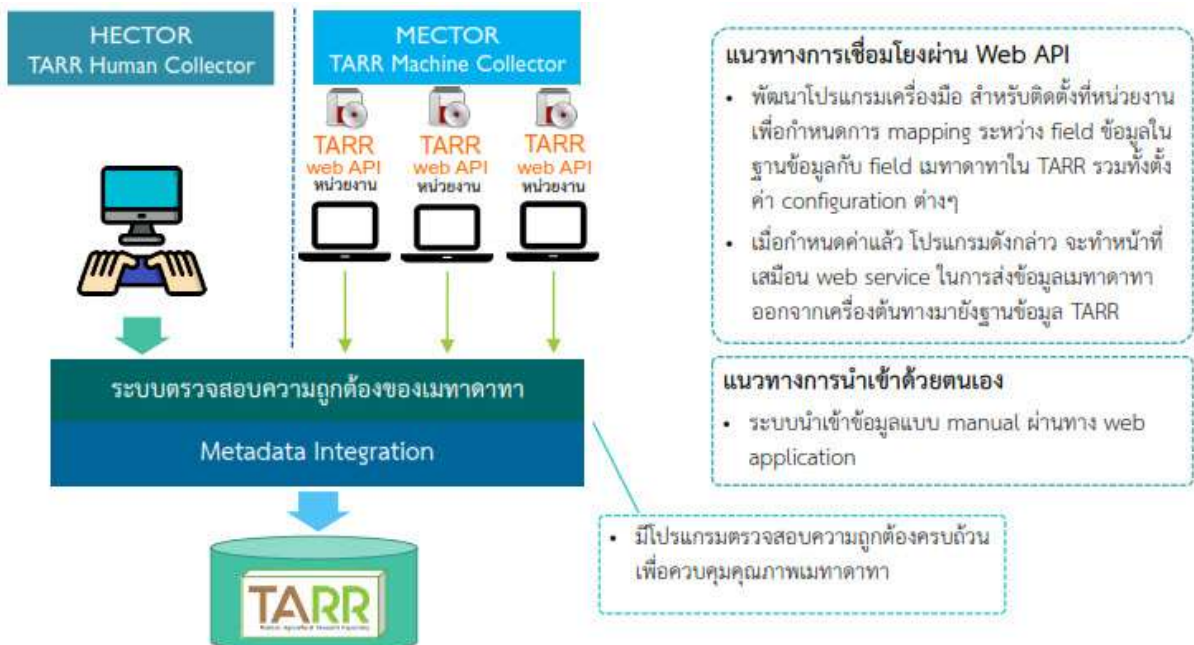 HECTOR
TARR Human Collector
MECTOR
TARR Machine Collector
TARR
web API
หน่วยงาน
TARR
web API
หน่วยงาน
TARR
web API
หน่วยงาน
ระบบตรวจสอบความถูกต้องของเมทาดาทา
Metadata Integration
TARR
แนวทางการเชื่อมโยงผ่าน Web API
• พัฒนาโปรแกรมเครื่องมือ สำหรับติดตั้งที่หน่วยงาน
เพื่อกำหนดการ mapping ระหว่าง field ข้อมูลใน
ฐานข้อมูลกับ field เมทาดาทาใน TARR รวมทั้งตั้ง
ค่า configuration ต่างๆ
• เมื่อกำหนดค่าแล้ว โปรแกรมดังกล่าว จะทำหน้าที่
เสมือน web service ในการส่งข้อมูลเมทาดาทา
ออกจากเครื่องต้นทางมายังฐานข้อมูล TARR
แนวทางการนำเข้าด้วยตนเอง
• ระบบนำเข้าข้อมูลแบบ manual ผ่านทาง web
application
• มีโปรแกรมตรวจสอบความถูกต้องครบถ้วน
เพื่อควบคุมคุณภาพเมทาดาทา